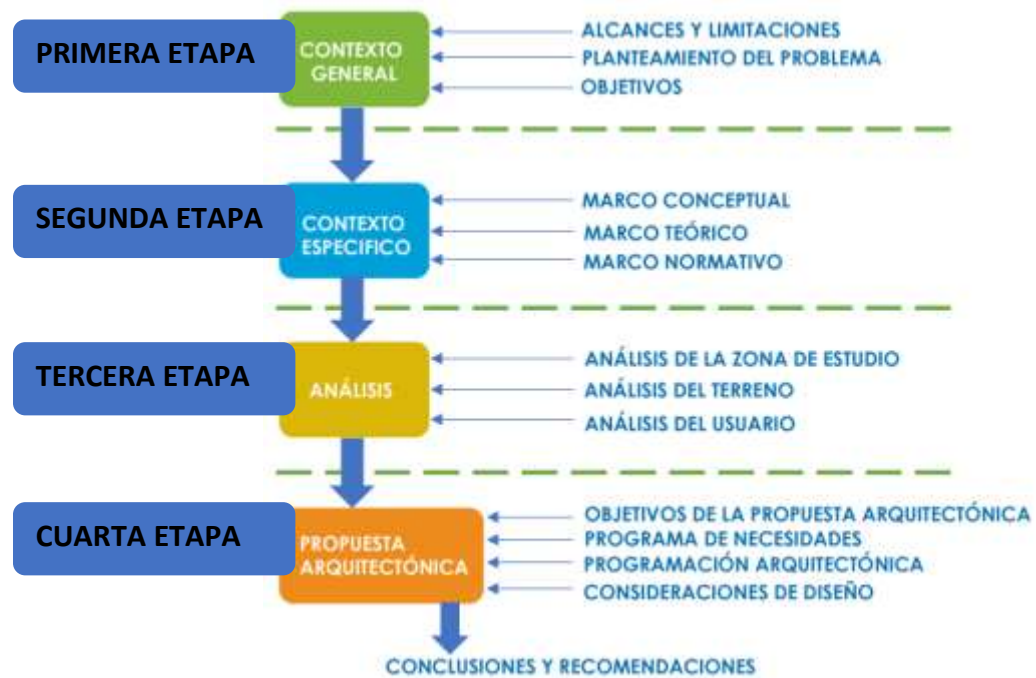 PRIMERA ETAPA
CONTEXTO
GENERAL
ALCANCES Y LIMITACIONES
PLANTEAMIENTO DEL PROBLEMA
OBJETIVOS
SEGUNDA ETAPA
CONTEXTO
ESPECIFICO
MARCO CONCEPTUAL
MARCO TEÓRICO
MARCO NORMATIVO
TERCERA ETAPA
ANÁLISIS
ANÁLISIS DE LA ZONA DE ESTUDIO
ANÁLISIS DEL TERRENO
ANÁLISIS DEL USUARIO
CUARTA ETAPA
PROPUESTA
ARQUITECTÓNICA
OBJETIVOS DE LA PROPUESTA ARQUITECTÓNICA
PROGRAMA DE NECESIDADES
PROGRAMACIÓN ARQUITECTÓNICA
CONSIDERACIONES DE DISEÑO
CONCLUSIONES Y RECOMENDACIONES